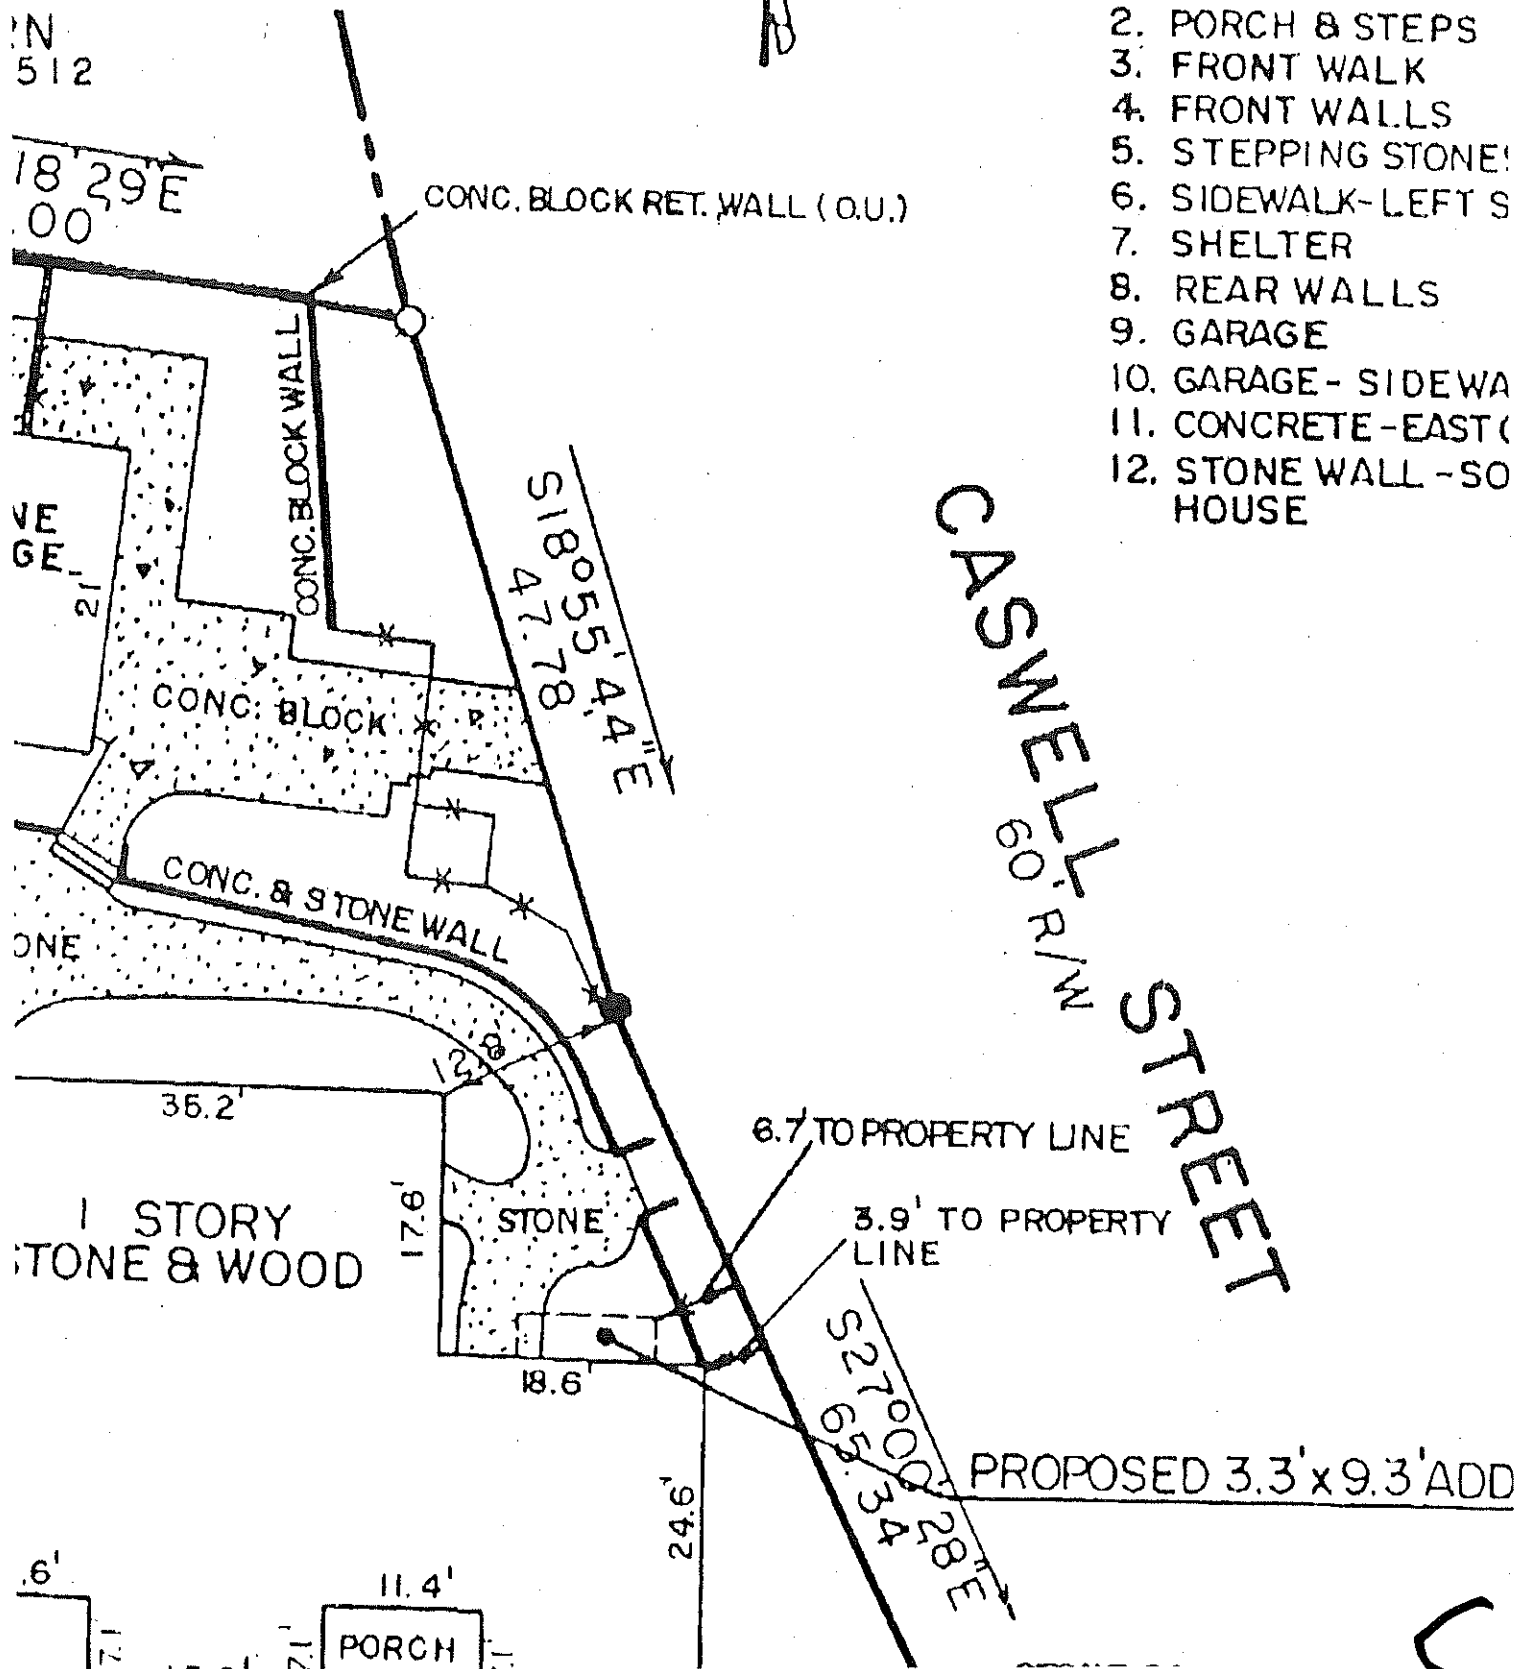 512
2. PORCH & STEPS
3. FRONT WALK
4. FRONT WALLS
5. STEPPING
6. SIDEWALK-LEFT
7. SHELTER
8. REAR WALLS
9. GARAGE
10. GARAGE-
11. CONCRETE-EAST
12. STONE WALL-
HOUSE
18' 29"E
.00'
CONC. BLOCK RET. WALL (O.U.)
CONC. BLOCK WALL
S18°55'44"E
47.78'
21'
CONC. BLOCK
CASWELL STREET
60' R/W
CONC. & STONE WALL
12.8'
35.2'
6.7' TO PROPERTY LINE
17.6'
STONE
3.9' TO PROPERTY
LINE
1 STORY
STONE & WOOD
18.6'
S27°00'28"E
65.34'
24.6'
PROPOSED 3.3'x9.3'
.6'
11.4'
PORCH
7.1'